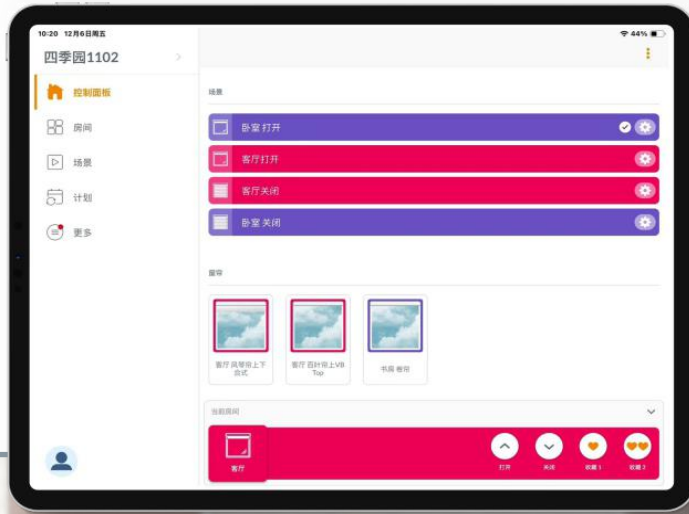 10:20 12月6日周五
44%
四季园1102
控制面板
房间
场景
计划
更多
场景
卧室 打开
客厅打开
客厅关闭
卧室 关闭
窗帘
客厅 风琴帘上下
合式
客厅 百叶帘上VB
Top
书房 卷帘
当前房间
客厅
打开
关闭
收藏 1
收藏 2